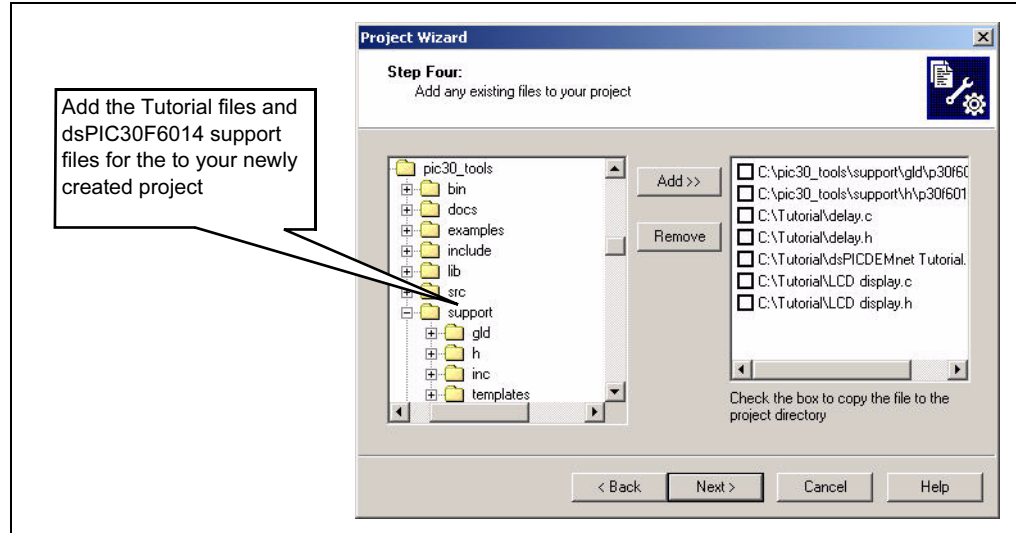 Project Wizard
Step Four:
Add any existing files to your project
Add the Tutorial files and
dsPIC30F6014 support
files for the to your newly
created project
pic30_tools
bin
docs
examples
include
lib
src
support
gld
h
inc
templates
Add >>
Remove
C:\pic30_tools\support\gld\p30f60
C:\pic30_tools\support\h\p30f601
C:\Tutorial\delay.c
C:\Tutorial\delay.h
C:\Tutorial\dsPICDEMnet Tutorial.
C:\Tutorial\LCD display.c
C:\Tutorial\LCD display.h
Check the box to copy the file to the
project directory
< Back
Next >
Cancel
Help